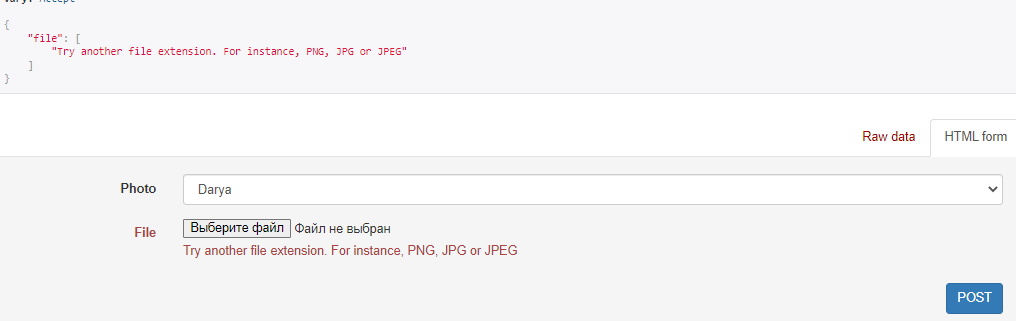 Vary: Accept
{
"file": [
"Try another file extension. For instance, PNG, JPG or JPEG"
]
}
Raw data
HTML form
Photo
Darya
File
Выберите файл Файл не выбран
Try another file extension. For instance, PNG, JPG or JPEG
POST